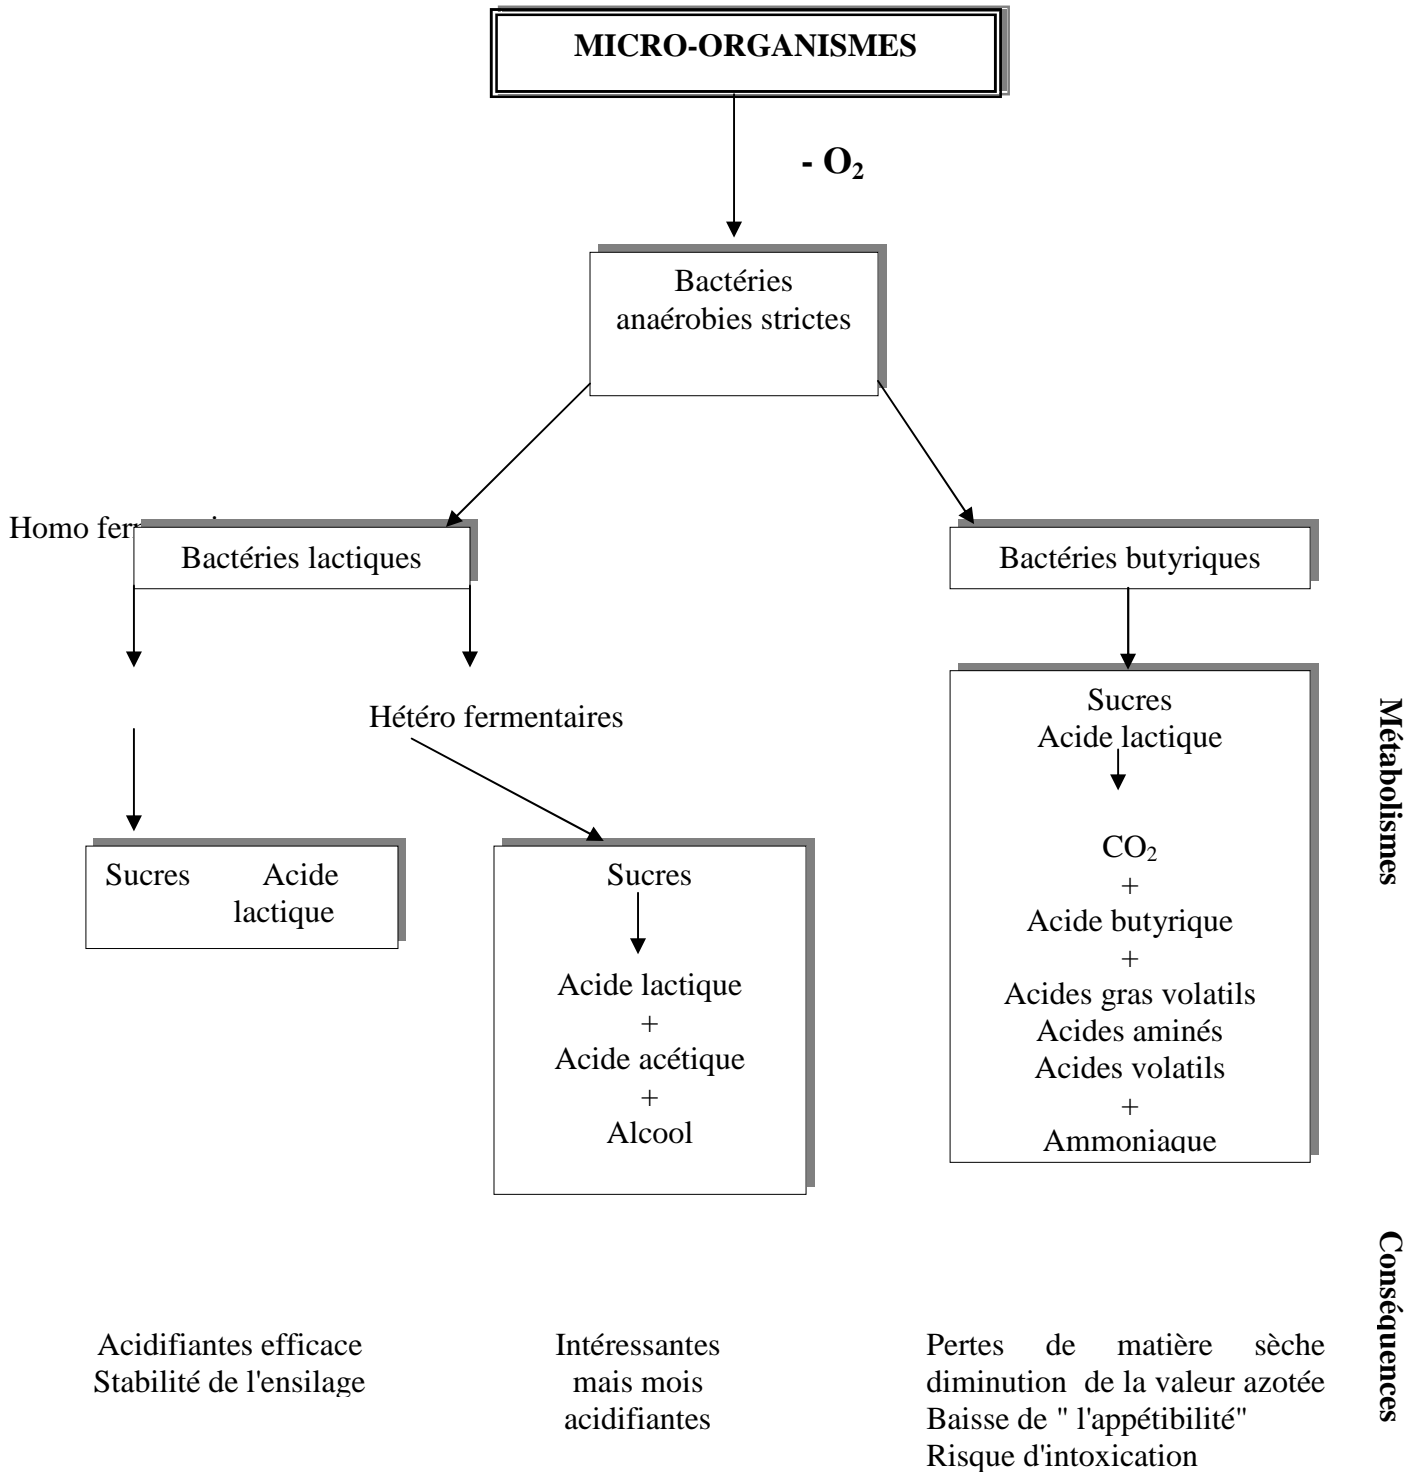 MICRO-ORGANISMES
- O₂
Bactéries
anaérobies strictes
Homo
Bactéries lactiques
Bactéries butyriques
Hétéro fermentaires
Sucres Acide
lactique
Sucres
Acide lactique
+
Acide acétique
+
Alcool
Sucres
Acide lactique
CO₂
+
Acide butyrique
+
Acides gras volatils
Acides aminés
Acides volatils
+
Ammoniaque
Métabolismes
Acidifiantes efficace
Stabilité de l'ensilage
Intéressantes
mais mois
acidifiantes
Pertes de matière sèche
diminution de la valeur azotée
Baisse de " l'appétibilité"
Risque d'intoxication
Conséquences